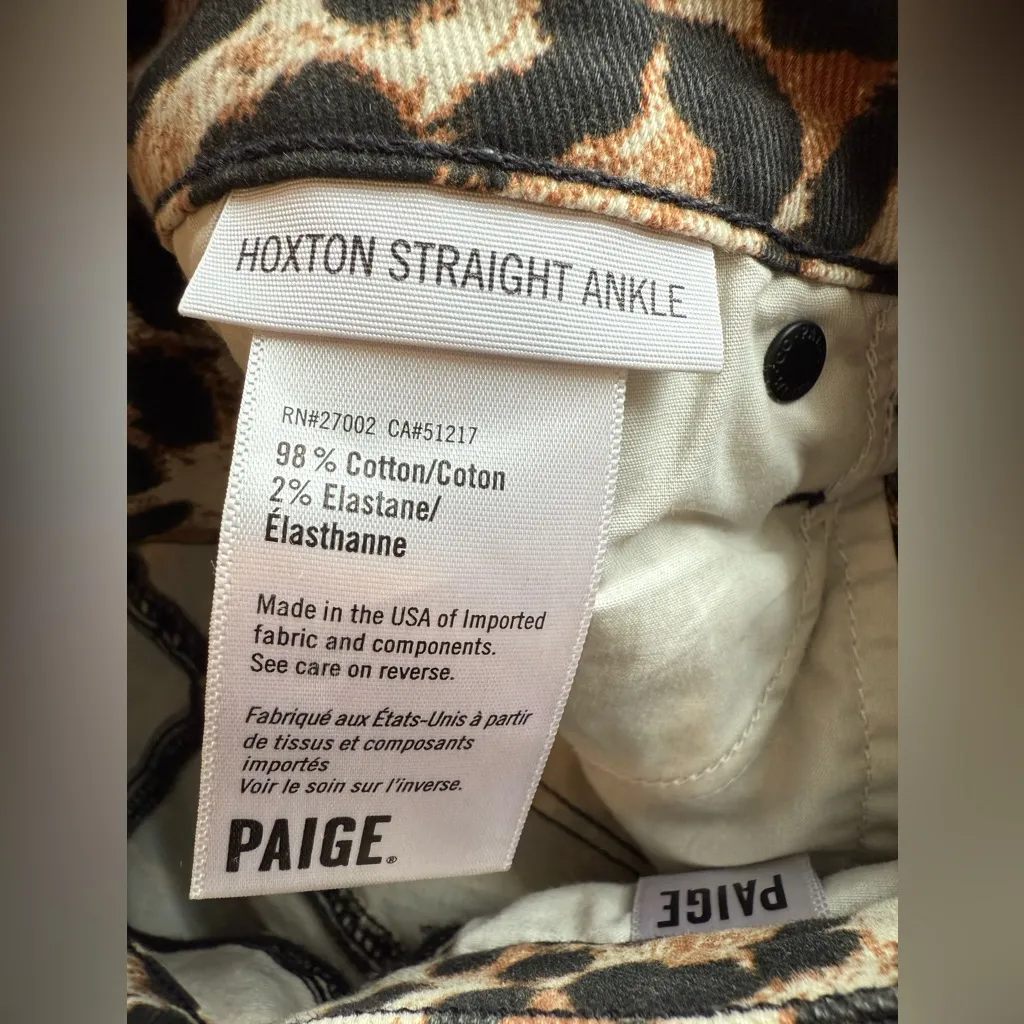 HOXTON STRAIGHT ANKLE
RN#27002 CA#51217
98% Cotton/Coton
2% Elastane/
Élasthanne
Made in the USA of Imported
fabric and components.
See care on reverse.
Fabriqué aux États-Unis à partir
de tissus et composants
importés
Voir le soin sur l'inverse.
PAIGE®
PAIGE